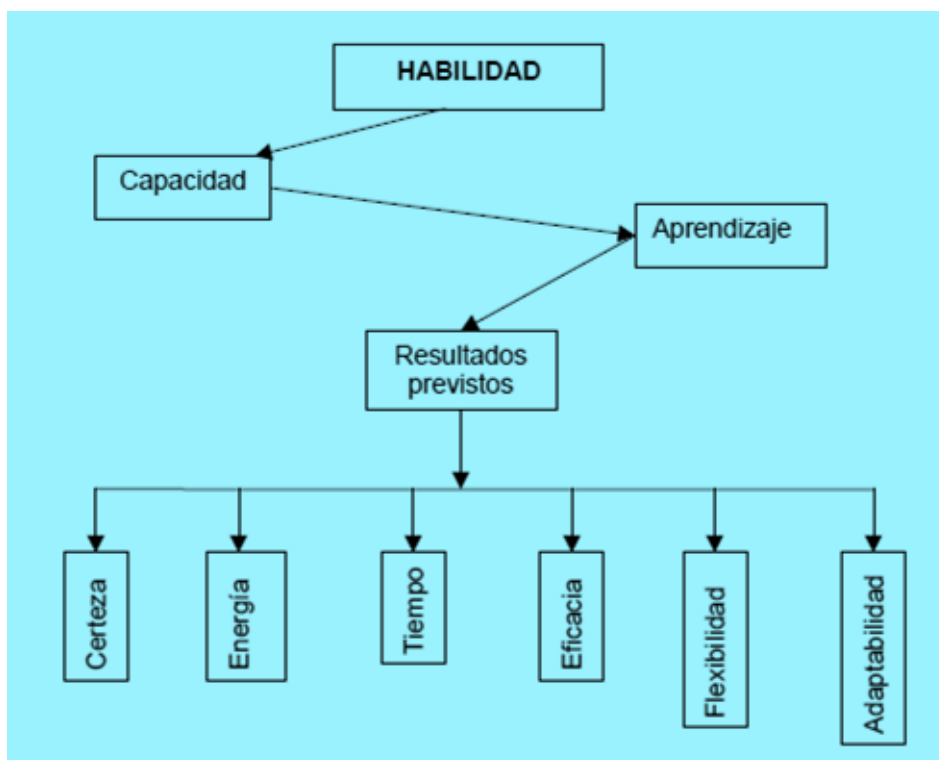 HABILIDAD
Capacidad
Aprendizaje
Resultados
previstos
Certeza
Energía
Tiempo
Eficacia
Flexibilidad
Adaptabilidad